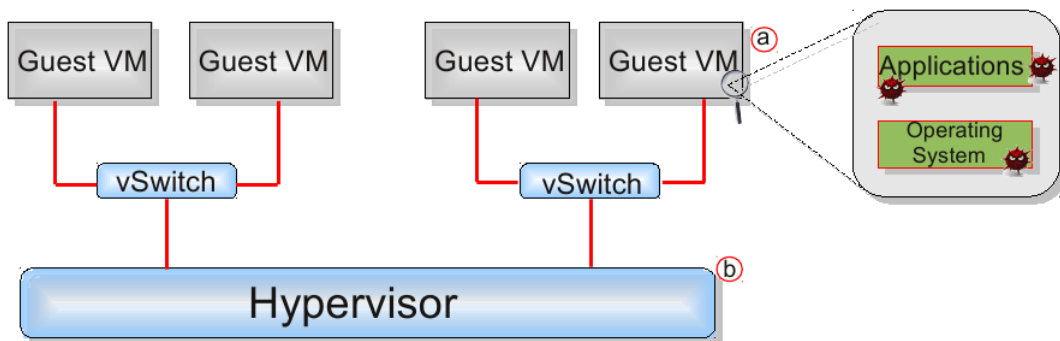 Guest VM
Guest VM
Guest VM
Guest VM
a
Applications
Operating
System
vSwitch
vSwitch
b
Hypervisor